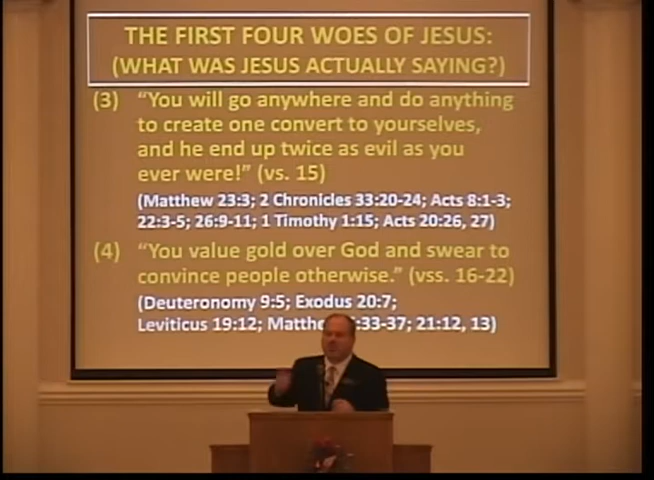 THE FIRST FOUR WOES OF JESUS:
(WHAT WAS JESUS ACTUALLY SAYING?)
(3) “You will go anywhere and do anything
to create one convert to yourselves,
and he end up twice as evil as you
ever were!” (vs. 15)
(Matthew 23:3; 2 Chronicles 33:20-24; Acts 8:1-3;
22:3-5; 26:9-11; 1 Timothy 1:15; Acts 20:26, 27)
(4) “You value gold over God and swear to
convince people otherwise.” (vss. 16-22)
(Deuteronomy 9:5; Exodus 20:7;
Leviticus 19:12; :33-37; 21:12, 13)